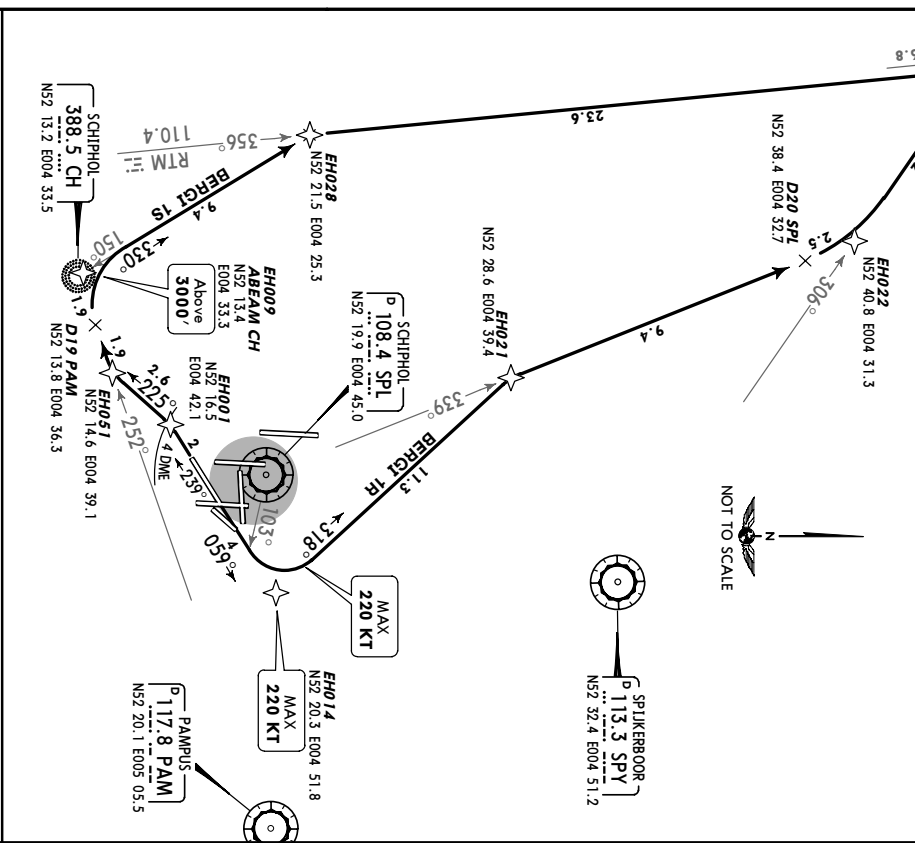 SCHIPHOL
388.5 CH
N52 13.2 E004 33.5
RTM
110.4
356°
EH028
N52 21.5 E004 25.3
23.6
BERGI 1S
9.4
330°
150°
Above
3000'
EH009
ABEAM CH
N52 13.4
E004 33.3
1.9
D19 PAM
N52 13.8 E004 36.3
1.9
EH051
N52 14.6 E004 39.1
252°
2.6
225°
EH001
N52 16.5
E004 42.1
4 DME
2
239°
SCHIPHOL
D 108.4 SPL
N52 19.9 E004 45.0
103°
4
059°
318°
MAX
220 KT
MAX
220 KT
EH014
N52 20.3 E004 51.8
BERGI 1R
11.3
339°
EH021
N52 28.6 E004 39.4
9.4
D20 SPL
N52 38.4 E004 32.7
2.5
EH022
N52 40.8 E004 31.3
306°
N
NOT TO SCALE
SPIJKERBOOR
D 113.3 SPY
N52 32.4 E004 51.2
PAMPUS
D 117.8 PAM
N52 20.1 E005 05.5